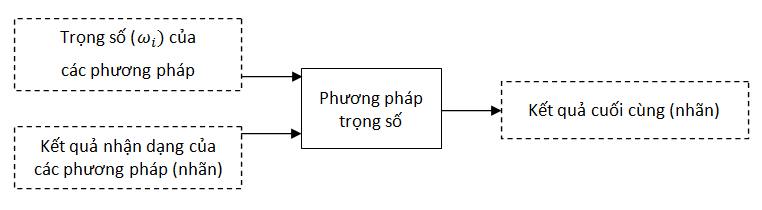 Trọng số (𝜔𝑖) của
các phương pháp
Phương pháp
trọng số
Kết quả cuối cùng (nhãn)
Kết quả nhận dạng của
các phương pháp (nhãn)